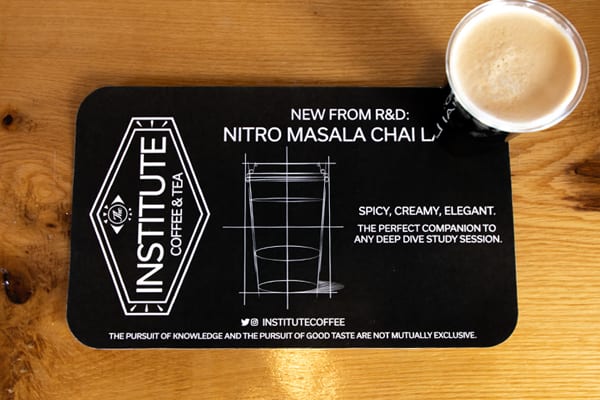 The
INSTITUTE
COFFEE & TEA
NEW FROM R&D:
NITRO MASALA CHAI
SPICY, CREAMY, ELEGANT.
THE PERFECT COMPANION TO
ANY DEEP DIVE STUDY SESSION.
INSTITUTECOFFEE
THE PURSUIT OF KNOWLEDGE AND THE PURSUIT OF GOOD TASTE ARE NOT MUTUALLY EXCLUSIVE.